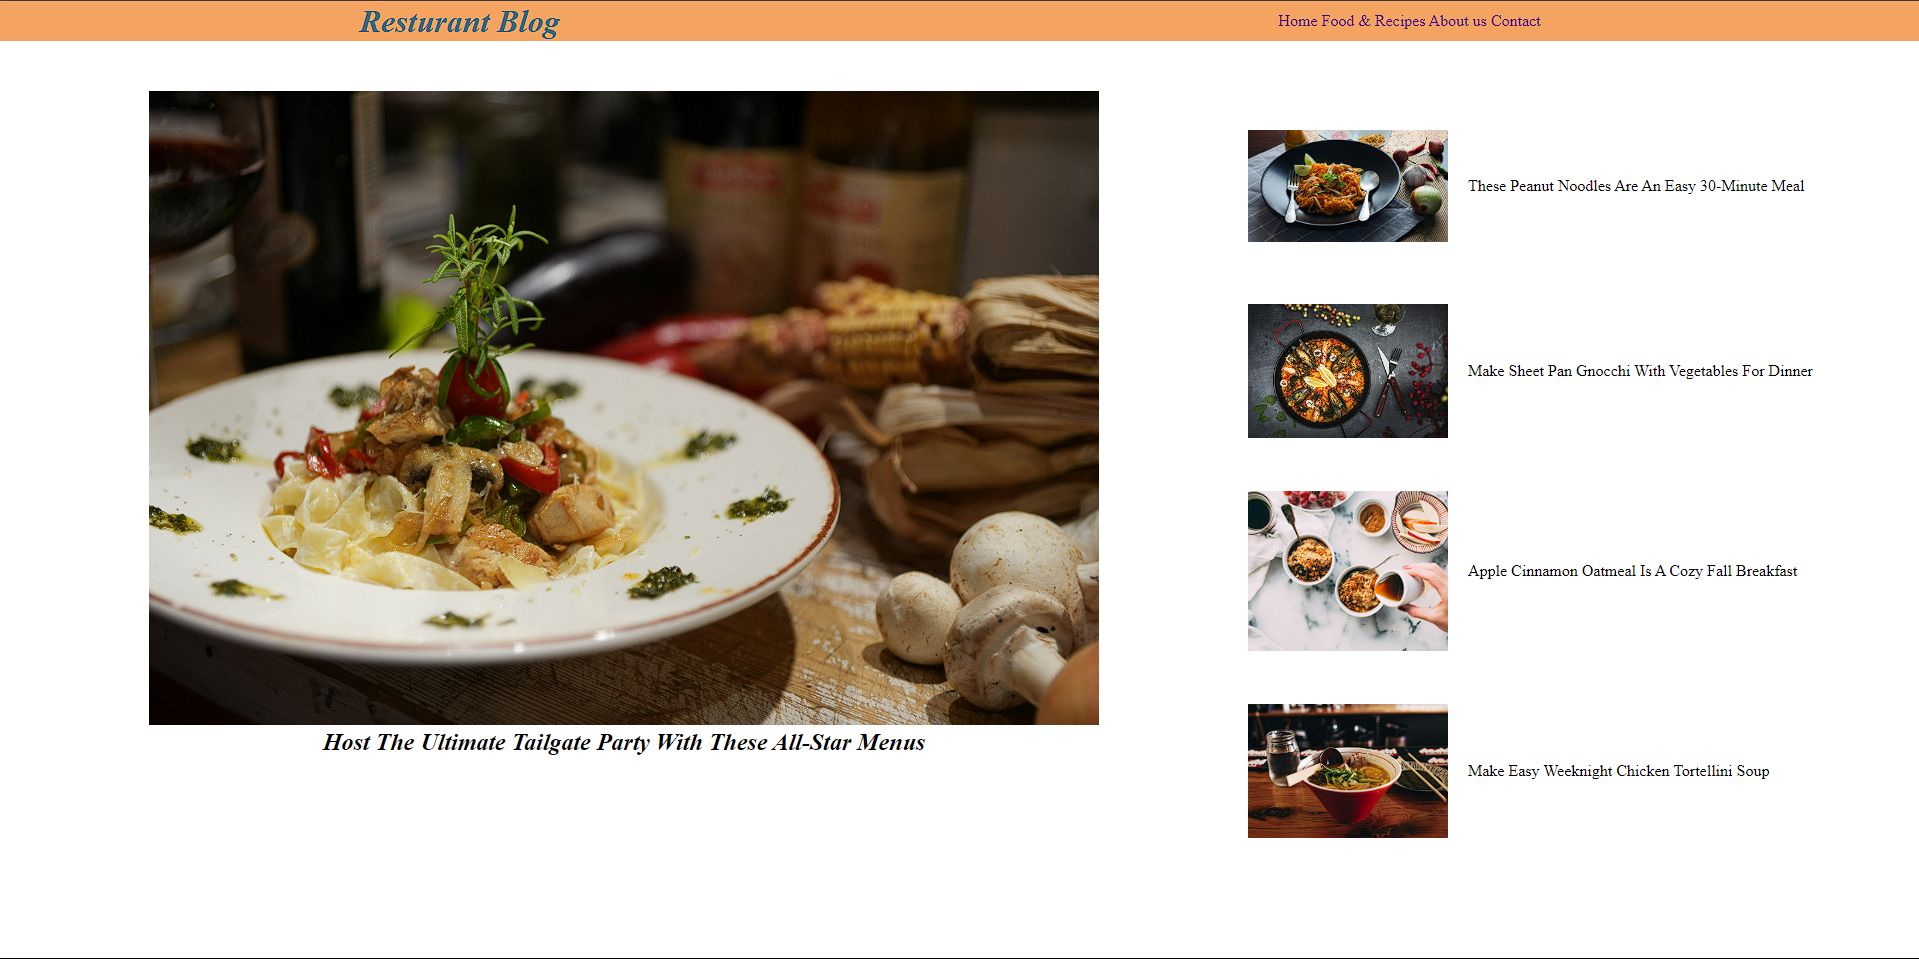 Resturant Blog
Home Food & Recipes About us Contact
Host The Ultimate Tailgate Party With These All-Star Menus
These Peanut Noodles Are An Easy 30-Minute Meal
Make Sheet Pan Gnocchi With Vegetables For Dinner
Apple Cinnamon Oatmeal Is A Cozy Fall Breakfast
Make Easy Weeknight Chicken Tortellini Soup